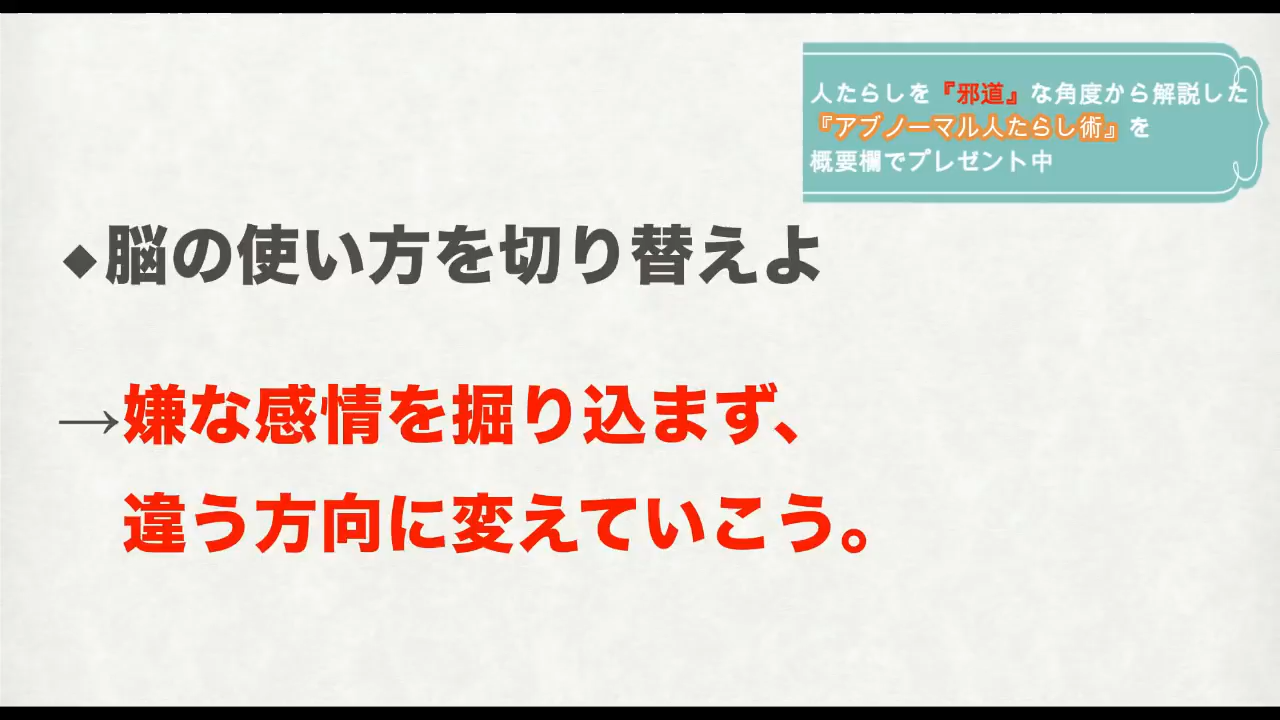 人たらしを『邪道』な角度から解説した
『アブノーマル人たらし術』を
概要欄でプレゼント中
◆脳の使い方を切り替えよ
→嫌な感情を掘り込まず、
違う方向に変えていこう。